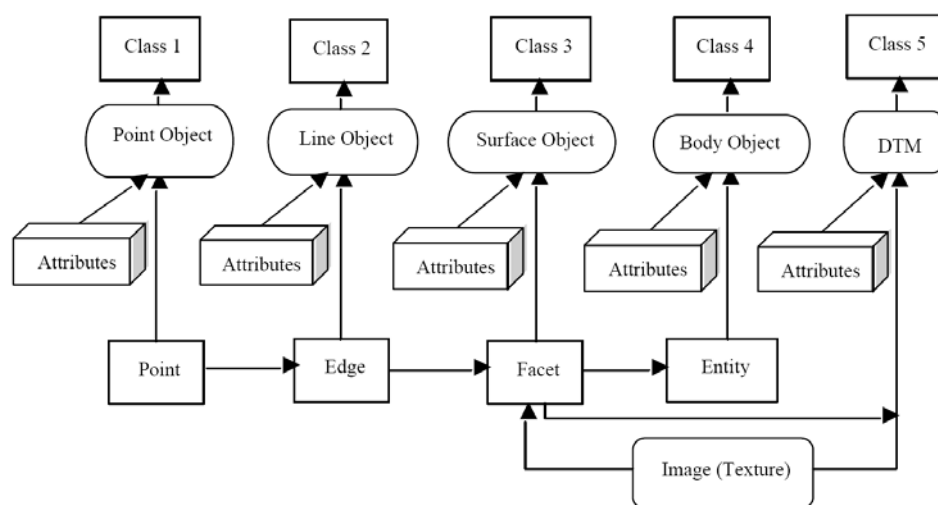 Class 1
Class 2
Class 3
Class 4
Class 5
Point Object
Line Object
Surface Object
Body Object
DTM
Attributes
Attributes
Attributes
Attributes
Attributes
Point
Edge
Facet
Entity
Image (Texture)